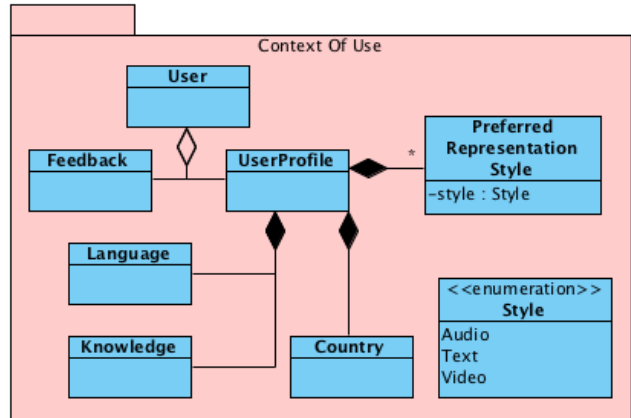 Context Of Use
User
Feedback
UserProfile
*
Preferred
Representation
Style
-style : Style
Language
Knowledge
Country
<<enumeration>>
Style
Audio
Text
Video